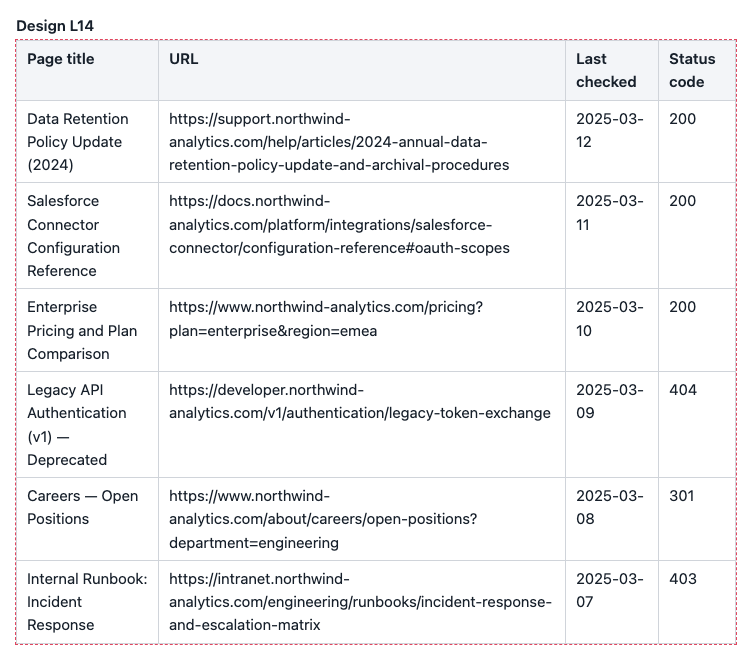 Design L14
Page title
URL
Last
checked
Status
code
Data Retention
Policy Update
(2024)
https://support.northwind-
analytics.com/help/articles/2024-annual-data-
retention-policy-update-and-archival-procedures
2025-03-
12
200
Salesforce
Connector
Configuration
Reference
https://docs.northwind-
analytics.com/platform/integrations/salesforce-
connector/configuration-reference#oauth-scopes
2025-03-
11
200
Enterprise
Pricing and Plan
Comparison
https://www.northwind-analytics.com/pricing?
plan=enterprise&region=emea
2025-03-
10
200
Legacy API
Authentication
(v1) —
Deprecated
https://developer.northwind-
analytics.com/v1/authentication/legacy-token-exchange
2025-03-
09
404
Careers — Open
Positions
https://www.northwind-
analytics.com/about/careers/open-positions?
department=engineering
2025-03-
08
301
Internal Runbook:
Incident
Response
https://intranet.northwind-
analytics.com/engineering/runbooks/incident-response-
and-escalation-matrix
2025-03-
07
403